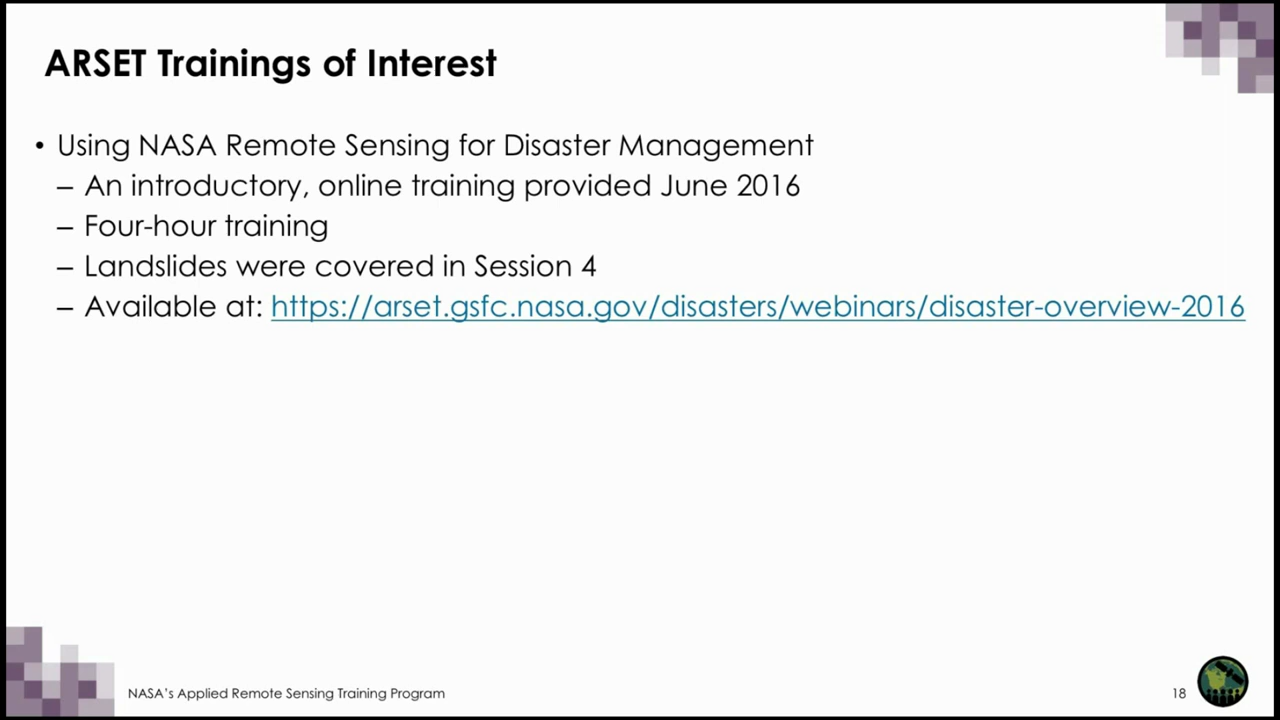 ARSET Trainings of Interest
• Using NASA Remote Sensing for Disaster Management
– An introductory, online training provided June 2016
– Four-hour training
– Landslides were covered in Session 4
– Available at: https://arset.gsfc.nasa.gov/disasters/webinars/disaster-overview-2016
NASA's Applied Remote Sensing Training Program
18